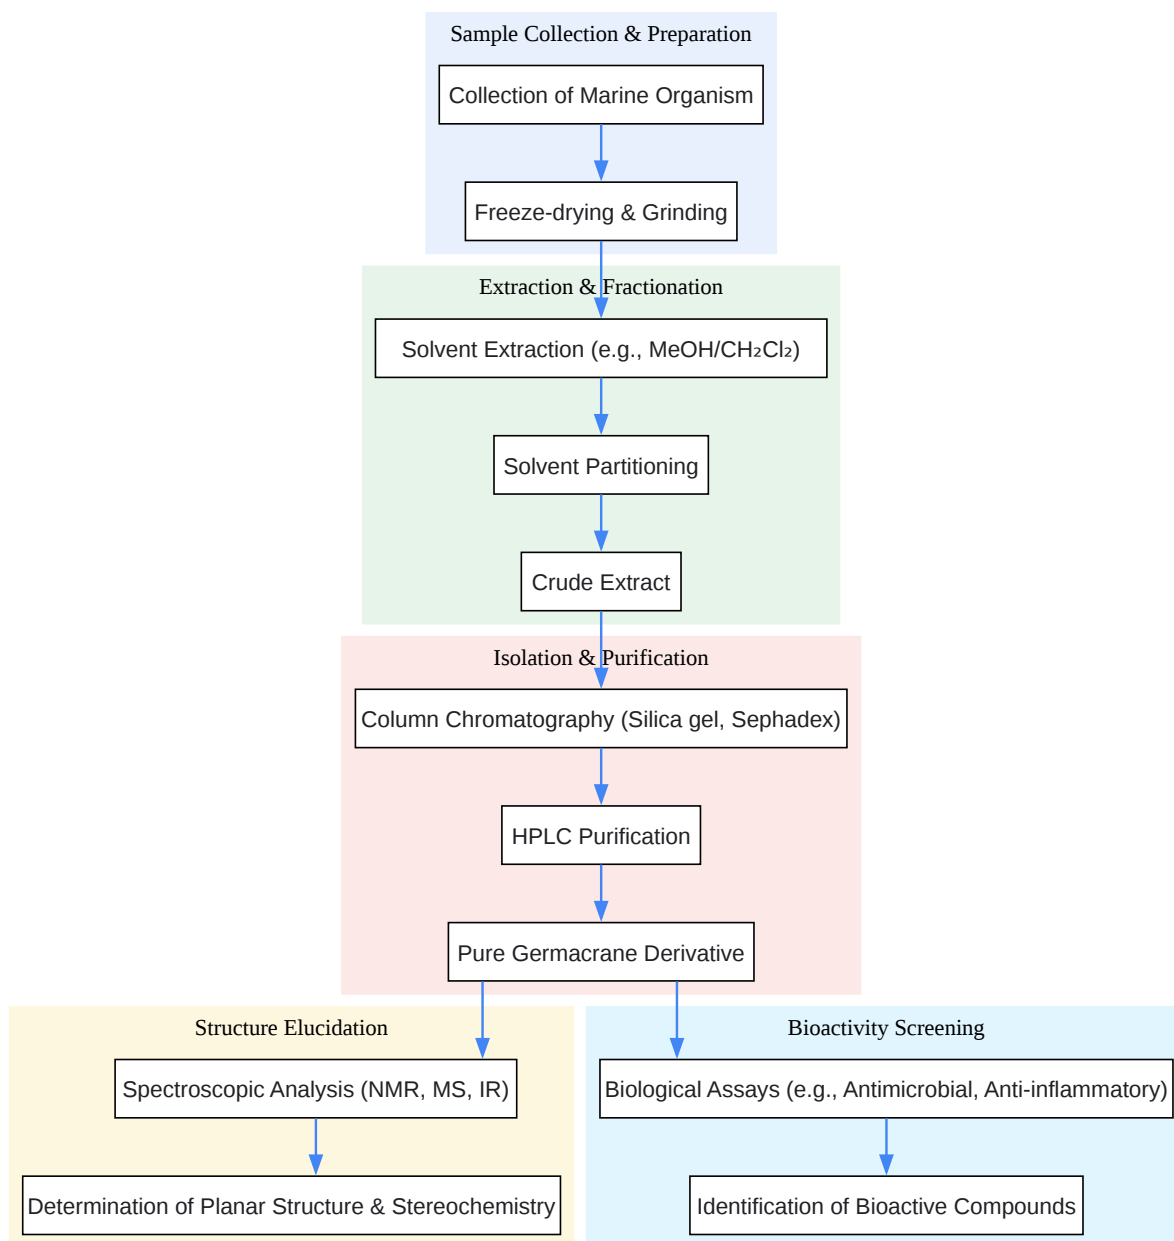 Sample Collection & Preparation
Collection of Marine Organism
Freeze-drying & Grinding
Extraction & Fractionation
Solvent Extraction (e.g., MeOH/CH₂Cl₂)
Solvent Partitioning
Crude Extract
Isolation & Purification
Column Chromatography (Silica gel, Sephadex)
HPLC Purification
Pure Germacrane Derivative
Structure Elucidation
Spectroscopic Analysis (NMR, MS, IR)
Determination of Planar Structure & Stereochemistry
Bioactivity Screening
Biological Assays (e.g., Antimicrobial, Anti-inflammatory)
Identification of Bioactive Compounds